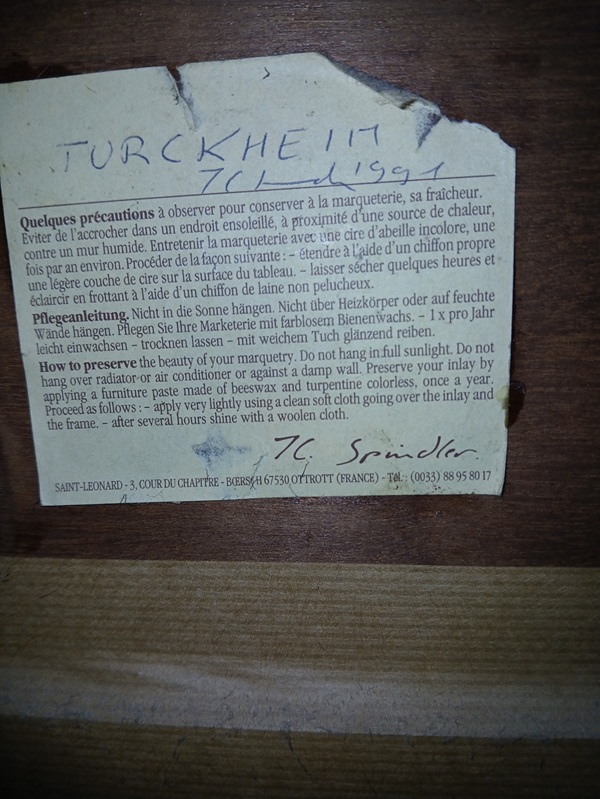 TURCKHEIM
1991
Quelques précautions à observer pour conserver à la marqueterie, sa fraîcheur.
Eviter de l'accrocher dans un endroit ensoleillé, à proximité d'une source de chaleur,
contre un mur humide. Entretenir la marqueterie avec une cire d'abeille incolore, une
fois par an environ. Procéder de la façon suivante : – étendre à l'aide d'un chiffon propre
une légère couche de cire sur la surface du tableau. – laisser sécher quelques heures et
éclaircir en frottant à l'aide d'un chiffon de laine non pelucheux.
Pflegeanleitung. Nicht in die Sonne hängen. Nicht über Heizkörper oder auf feuchte
Wände hängen. Pflegen Sie Ihre Marketerie mit farblosem Bienenwachs. – 1 x pro Jahr
leicht einwachsen – trocknen lassen – mit weichem Tuch glänzend reiben.
How to preserve the beauty of your marquetry. Do not hang in full sunlight. Do not
hang over radiator or air conditioner or against a damp wall. Preserve your inlay by
applying a furniture paste made of beeswax and turpentine colorless, once a year.
Proceed as follows : – apply very lightly using a clean soft cloth going over the inlay and
the frame. – after several hours shine with a woolen cloth.
JC. Spindler
SAINT-LEONARD - 3, COUR DU CHAPITRE - BŒRSCH 67530 OTTROTT (FRANCE) - Tél. : (0033) 88 95 80 17